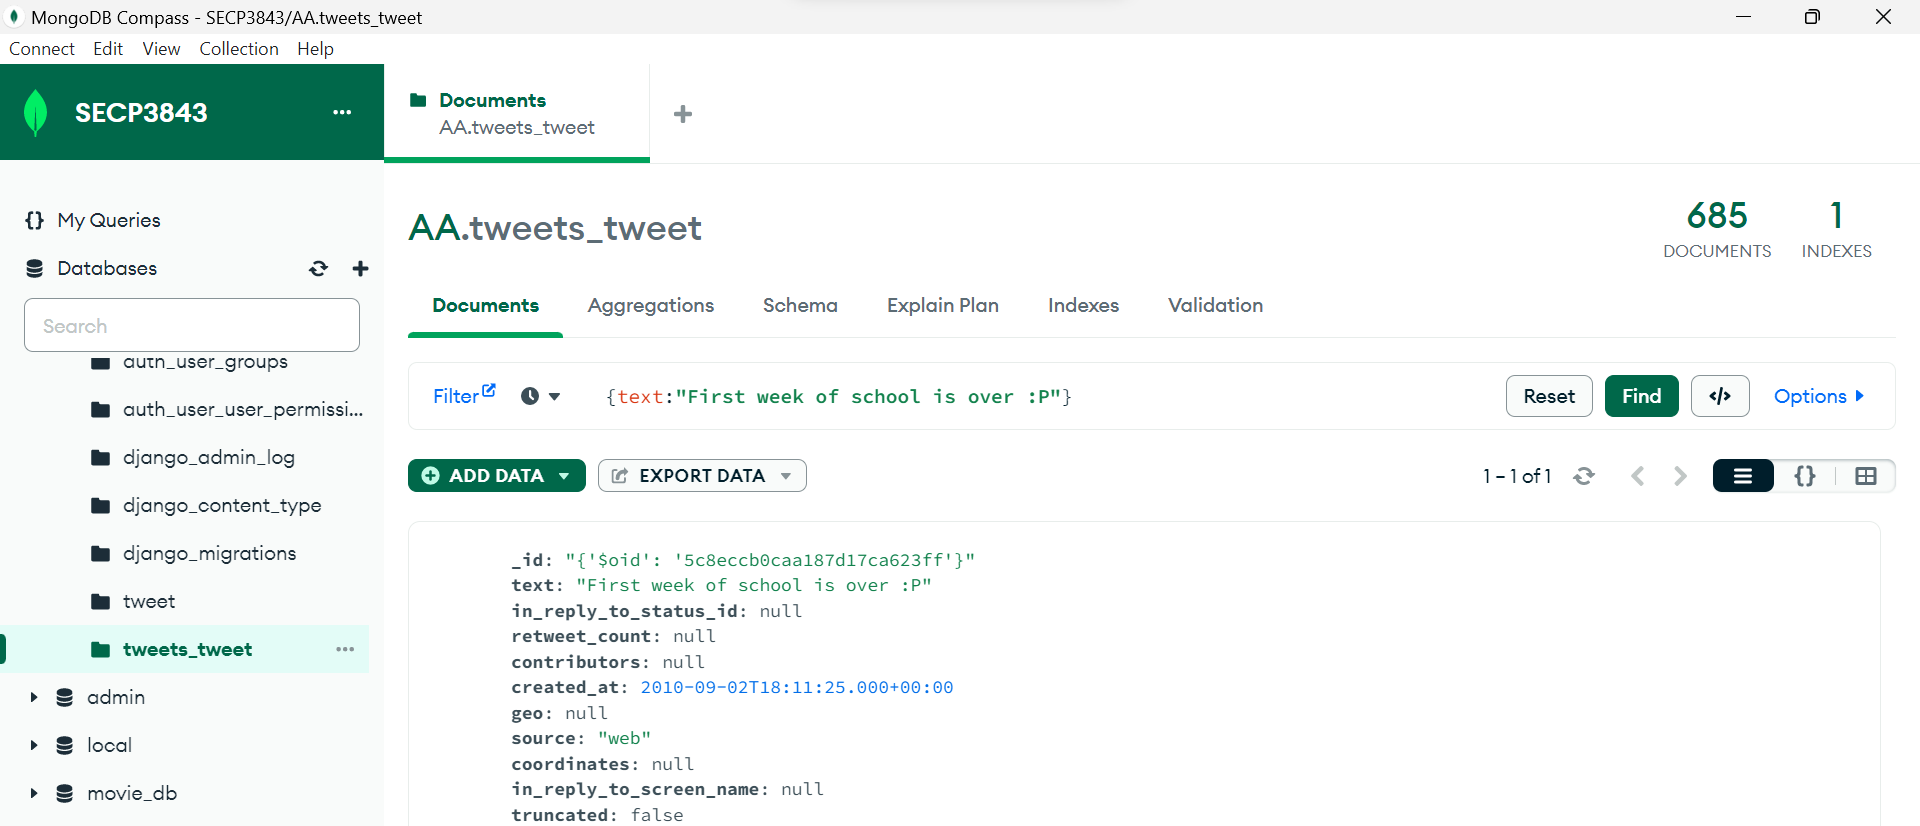 MongoDB Compass - SECP3843/AA.tweets_tweet
Connect Edit View Collection Help
SECP3843
Documents
AA.tweets_tweet
My Queries
Databases
Search
auth_user_groups
auth_user_user_permissi...
django_admin_log
django_content_type
django_migrations
tweet
tweets_tweet
admin
local
movie_db
AA.tweets_tweet
685
DOCUMENTS
1
INDEXES
Documents Aggregations Schema Explain Plan Indexes Validation
Filter {text:"First week of school is over :P"} Reset Find </> Options
ADD DATA EXPORT DATA 1 – 1 of 1 {}
_id: "{'$oid': '5c8eccb0caa187d17ca623ff'}"
text: "First week of school is over :P"
in_reply_to_status_id: null
retweet_count: null
contributors: null
created_at: 2010-09-02T18:11:25.000+00:00
geo: null
source: "web"
coordinates: null
in_reply_to_screen_name: null
truncated: false